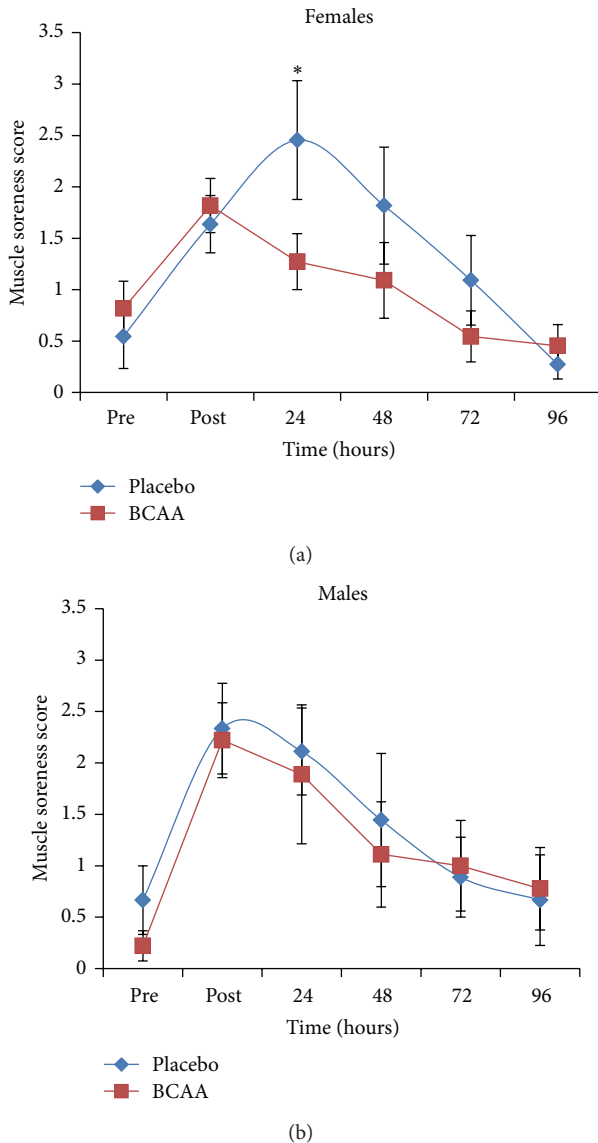 Females
3.5
3
2.5
2
1.5
1
0.5
0
Muscle soreness score
*
Pre Post 24 48 72 96
Time (hours)
Placebo
BCAA
(a)
Males
3.5
3
2.5
2
1.5
1
0.5
0
Muscle soreness score
Pre Post 24 48 72 96
Time (hours)
Placebo
BCAA
(b)